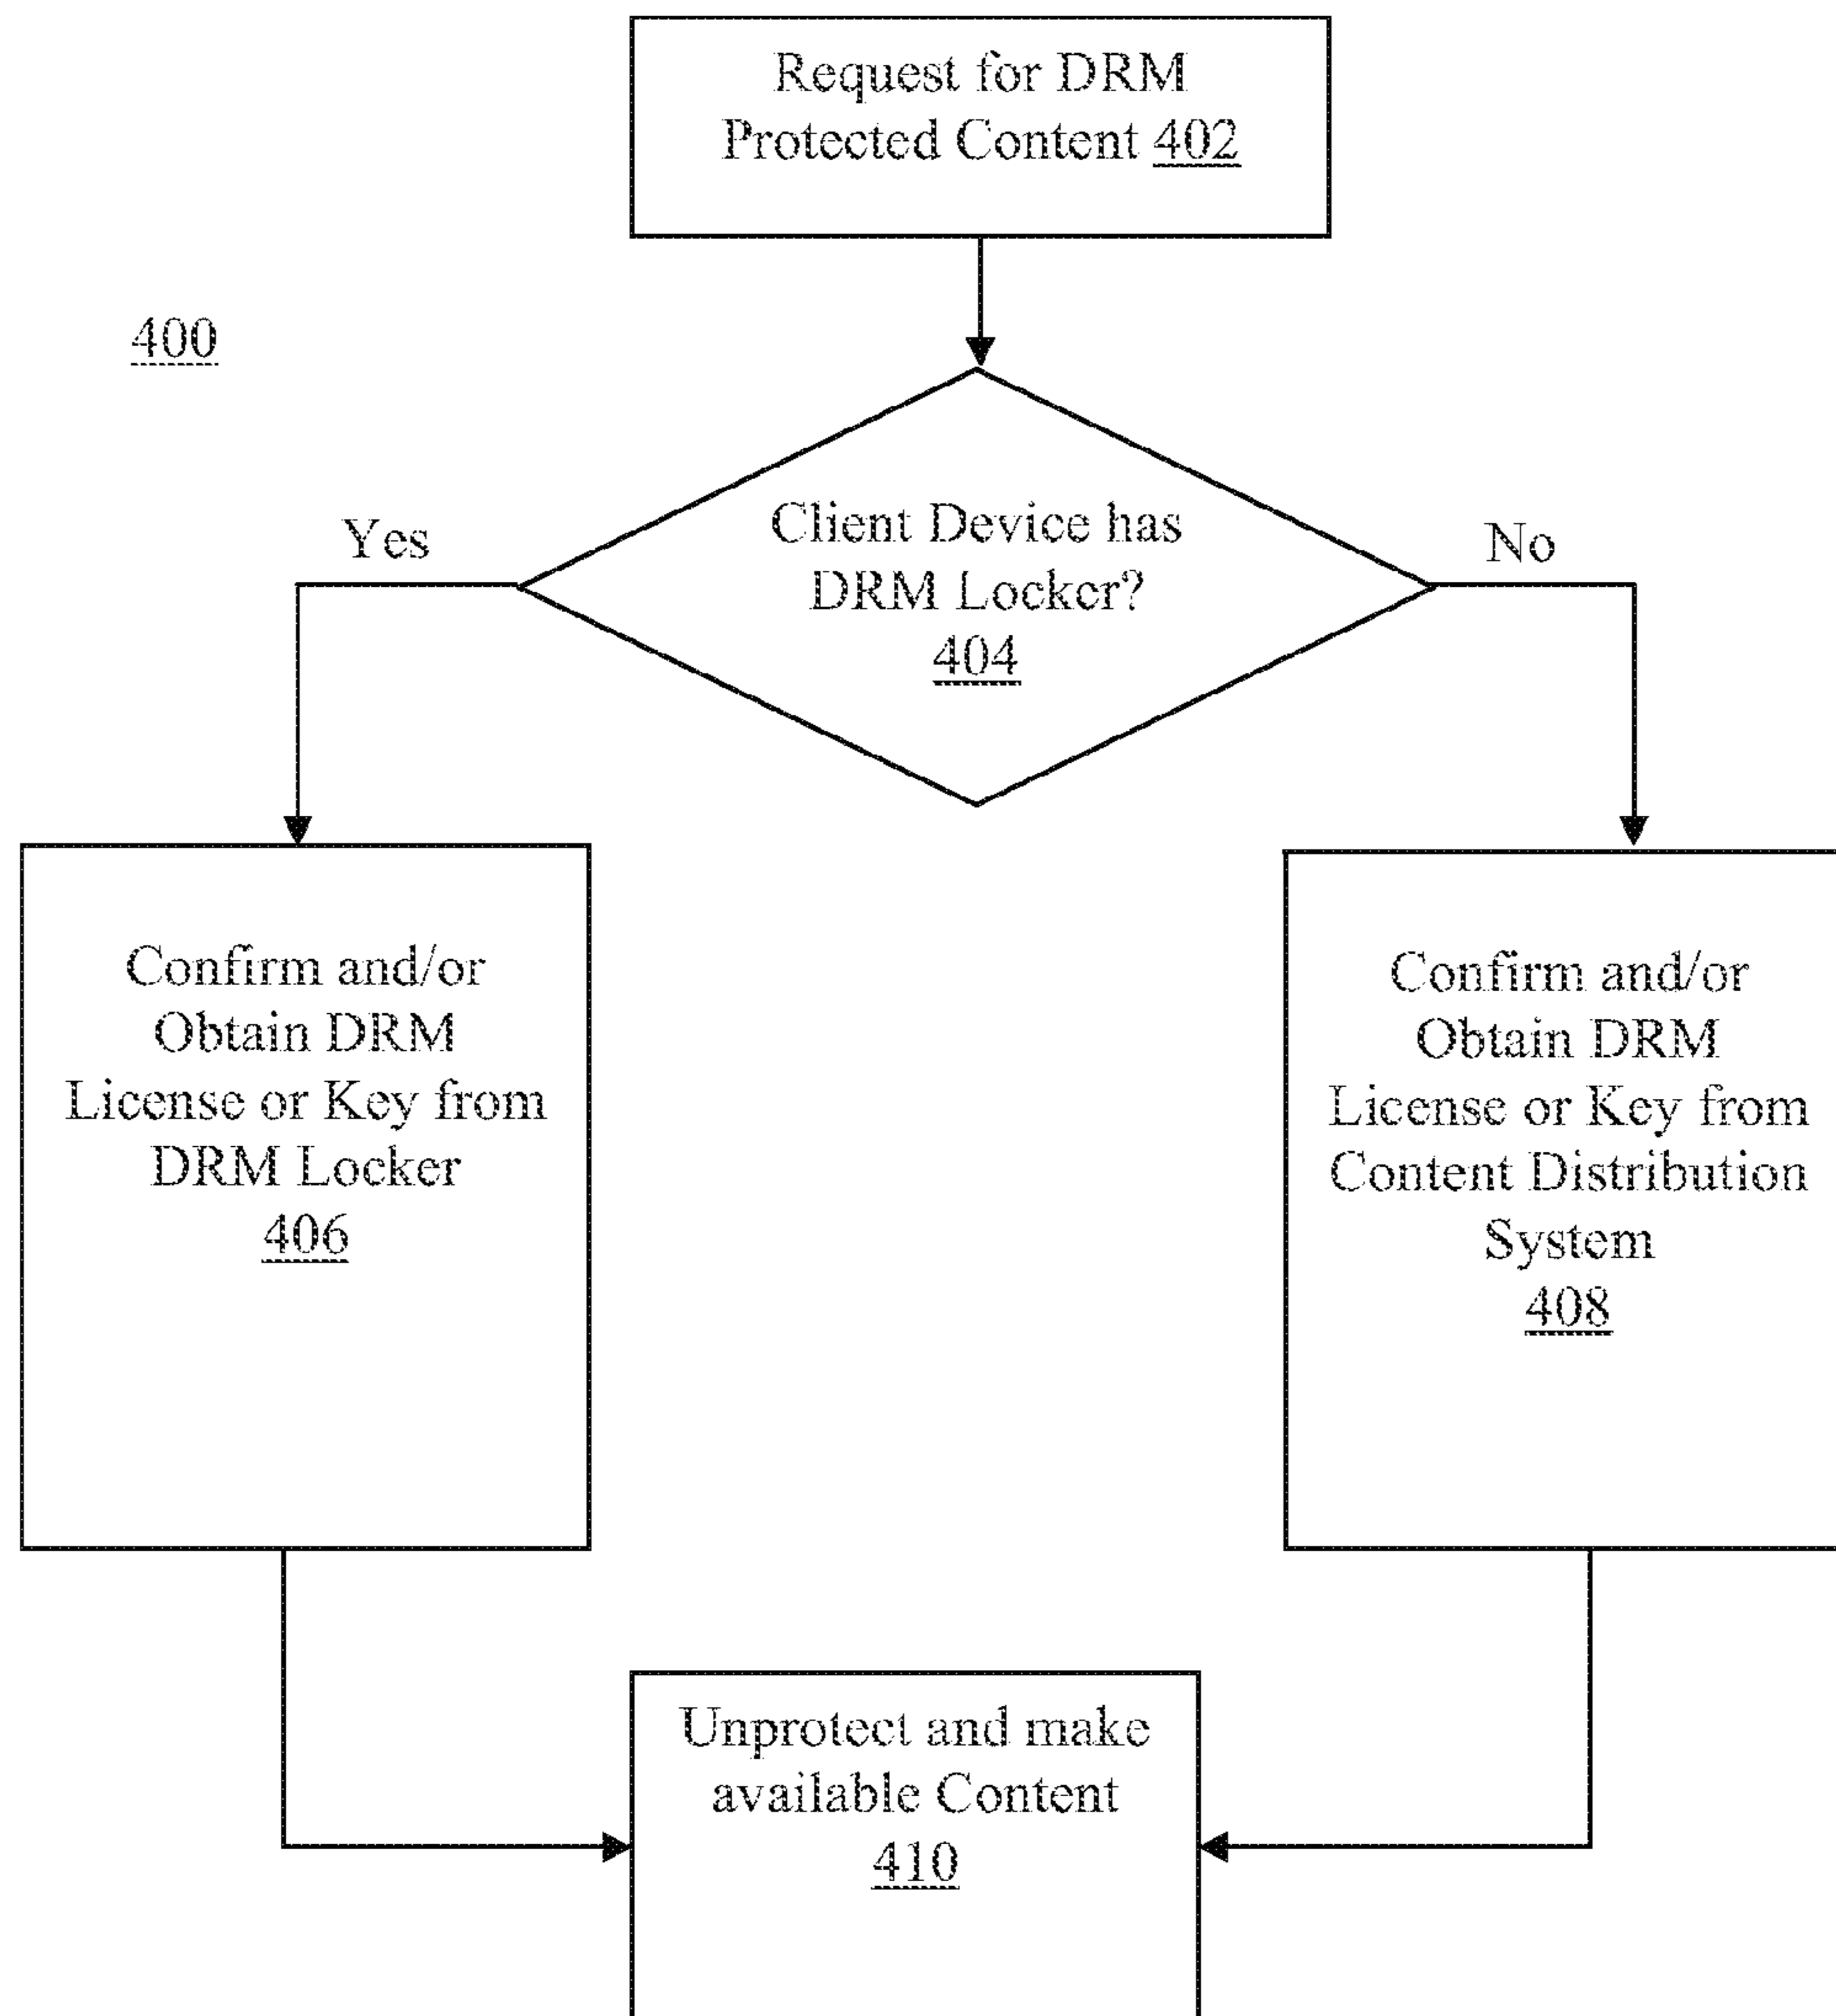 Request for DRM
Protected Content 402
400
Client Device has
DRM Locker?
404
Yes
No
Confirm and/or
Obtain DRM
License or Key from
DRM Locker
406
Confirm and/or
Obtain DRM
License or Key from
Content Distribution
System
408
Unprotect and make
available Content
410